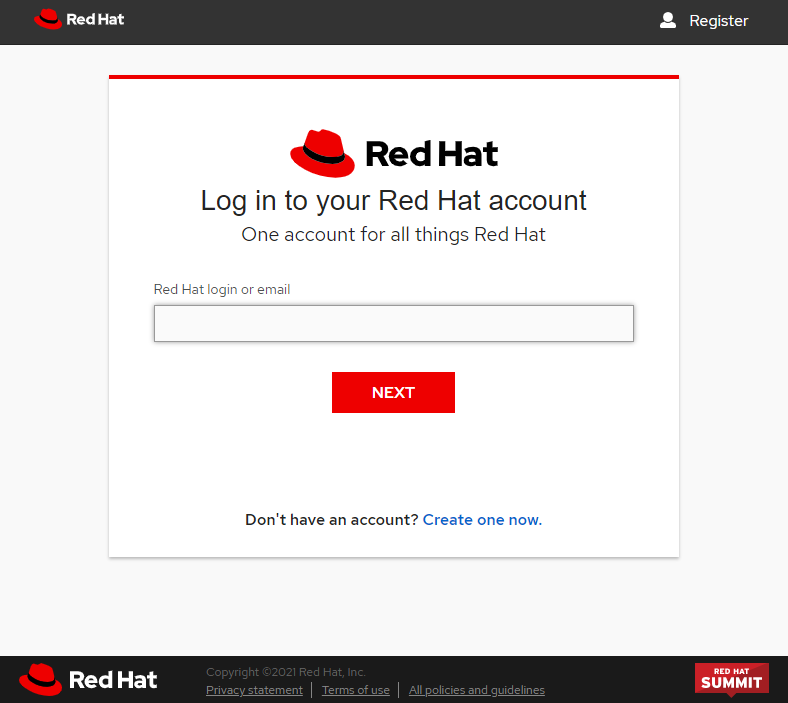 Red Hat
Register
Red Hat
Log in to your Red Hat account
One account for all things Red Hat
Red Hat login or email
NEXT
Don't have an account? Create one now.
Red Hat
Copyright ©2021 Red Hat, Inc.
Privacy statement
Terms of use
All policies and guidelines
RED HAT
SUMMIT